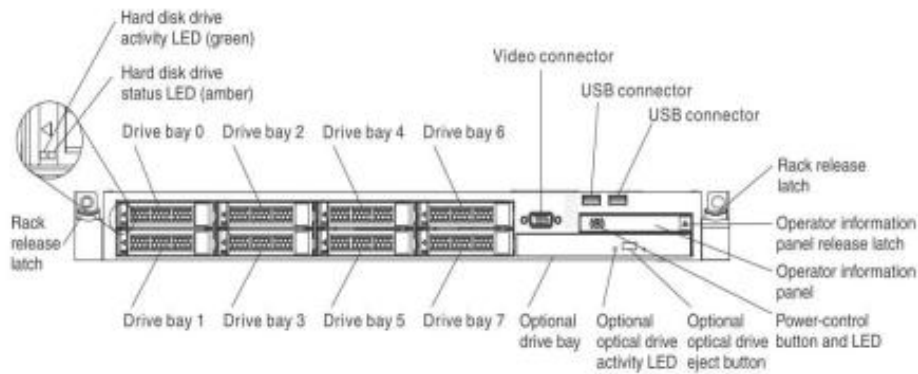 Hard disk drive
activity LED (green)
Hard disk drive
status LED (amber)
Video connector
USB connector
USB connector
Drive bay 0
Drive bay 2
Drive bay 4
Drive bay 6
Rack release
latch
Rack
release
latch
Operator information
panel release latch
Operator information
panel
Drive bay 1
Drive bay 3
Drive bay 5
Drive bay 7
Optional
drive bay
Optional
optical drive
activity LED
Optional
optical drive
eject button
Power-control
button and LED